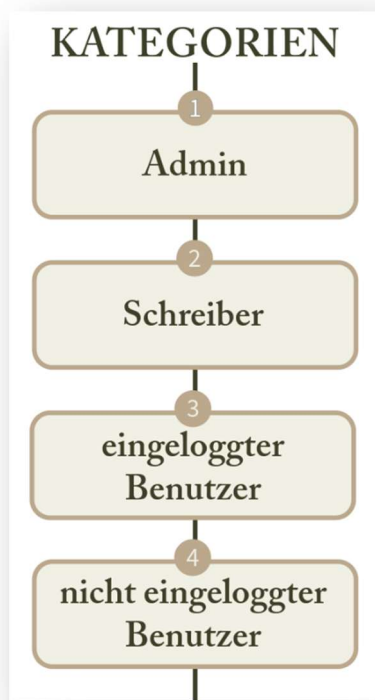 KATEGORIEN
1
Admin
2
Schreiber
3
eingeloggter
Benutzer
4
nicht eingeloggter
Benutzer